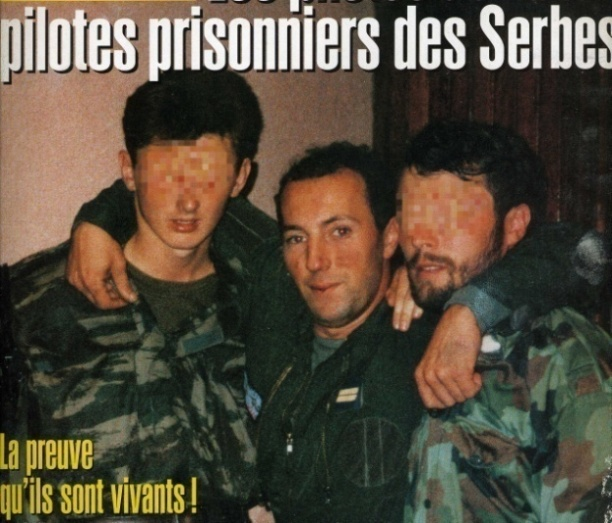 pilotes prisonniers des Serbes
La preuve
qu'ils sont vivants !